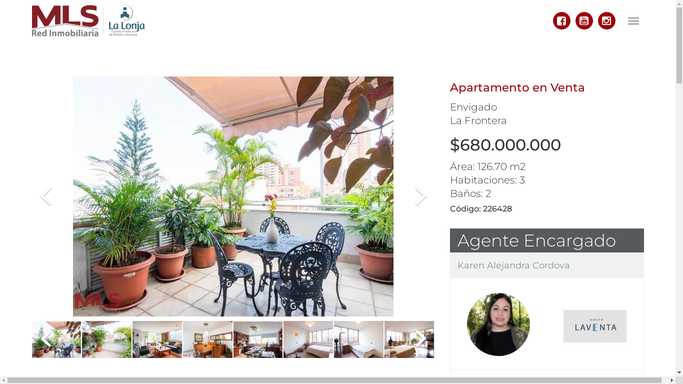 MLS
Red Inmobiliaria
La Lonja
Apartamento en Venta
Envigado
La Frontera
$680.000.000
Área: 126.70 m2
Habitaciones: 3
Baños: 2
Código: 226428
Agente Encargado
Karen Alejandra Cordova
MLS
LAVENTA